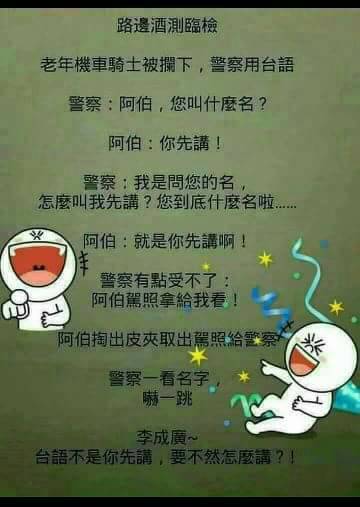 路邊酒測臨檢
老年機車騎士被攔下，警察用台語
警察：阿伯，您叫什麼名？
阿伯：你先講！
警察：我是問您的名，
怎麼叫我先講？您到底什麼名啦......
阿伯：就是你先講啊！
警察有點受不了：
阿伯駕照拿給我看！
阿伯掏出皮夾取出駕照給警察
警察一看名字，
嚇一跳
李成廣~
台語不是你先講，要不然怎麼講？！